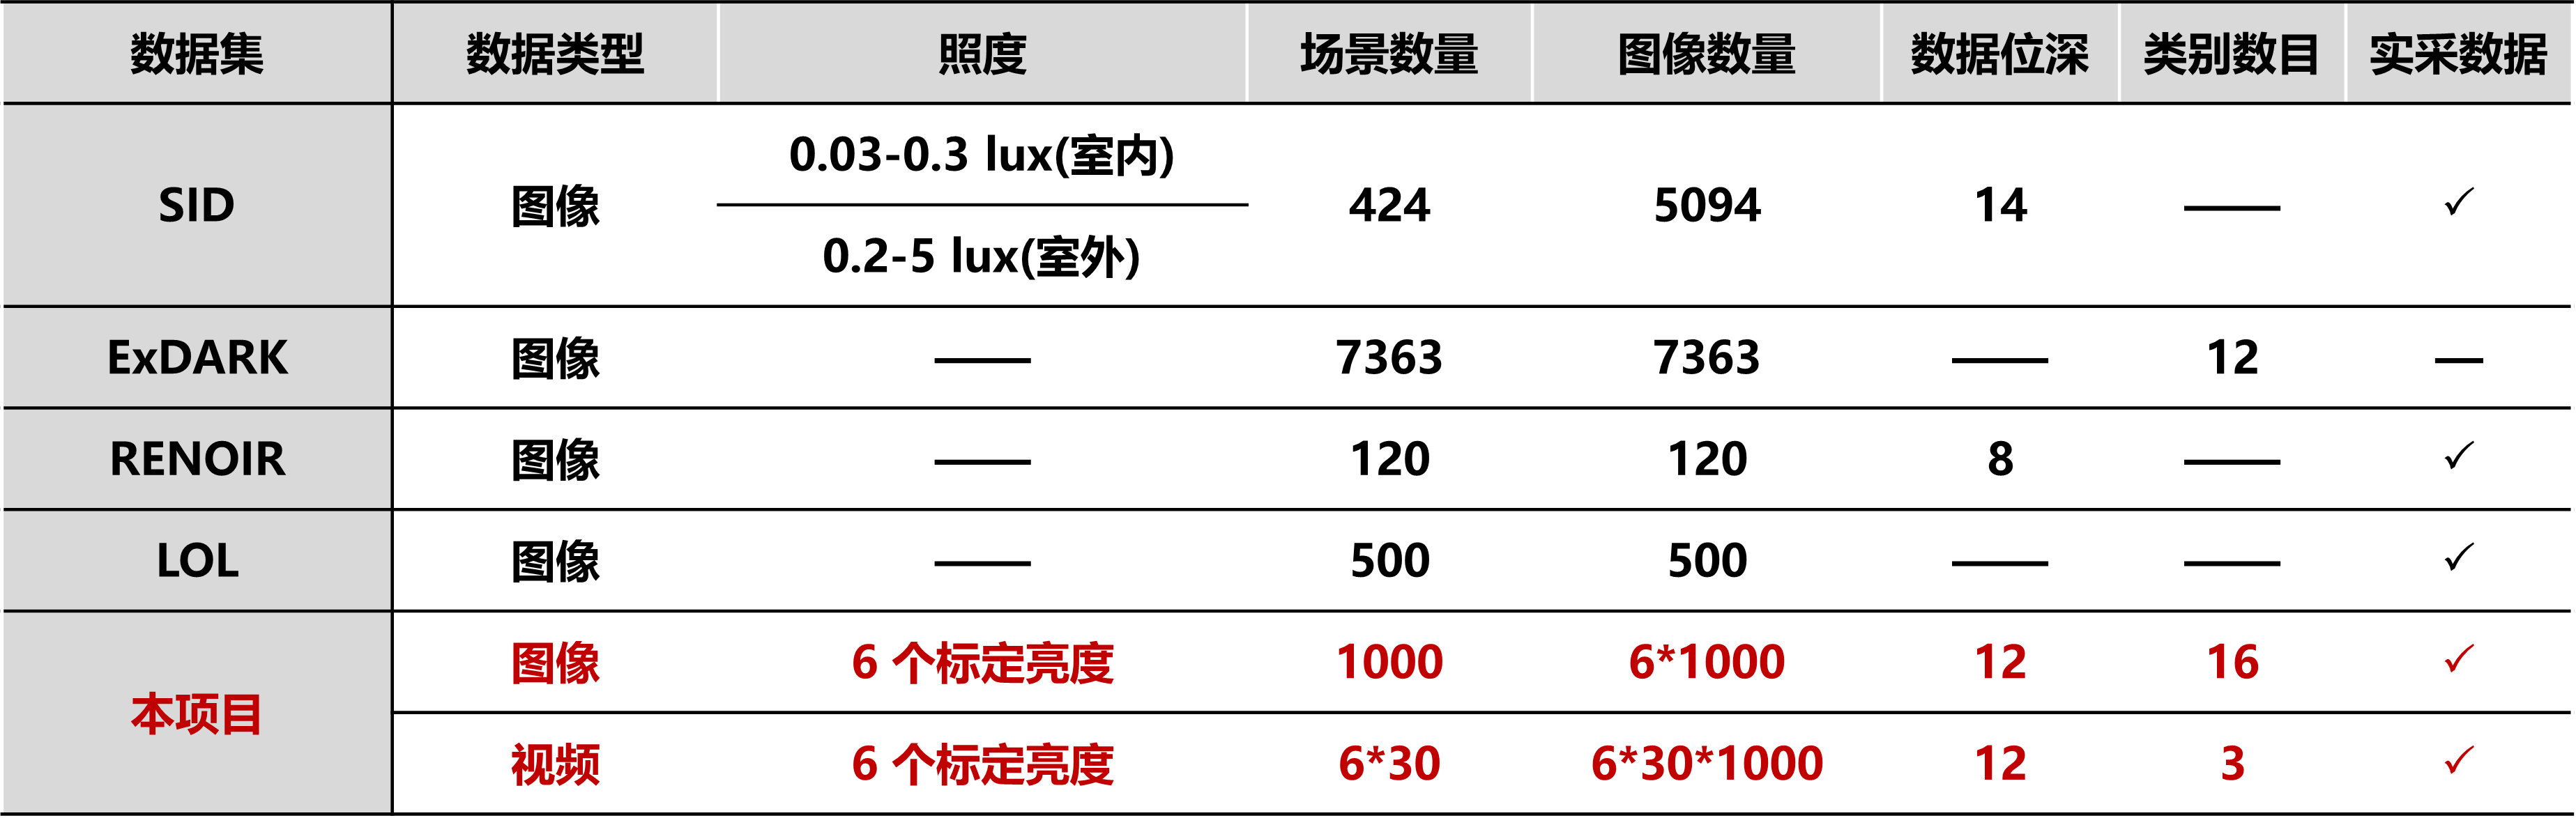 数据集 数据类型 照度 场景数量 图像数量 数据位深 类别数目 实采数据
SID 图像 0.03-0.3 lux(室内) 424 5094 14 —— ✓
0.2-5 lux(室外)
ExDARK 图像 —— 7363 7363 —— 12 —
RENOIR 图像 —— 120 120 8 —— ✓
LOL 图像 —— 500 500 —— —— ✓
本项目 图像 6 个标定亮度 1000 6*1000 12 16 ✓
视频 6 个标定亮度 6*30 6*30*1000 12 3 ✓